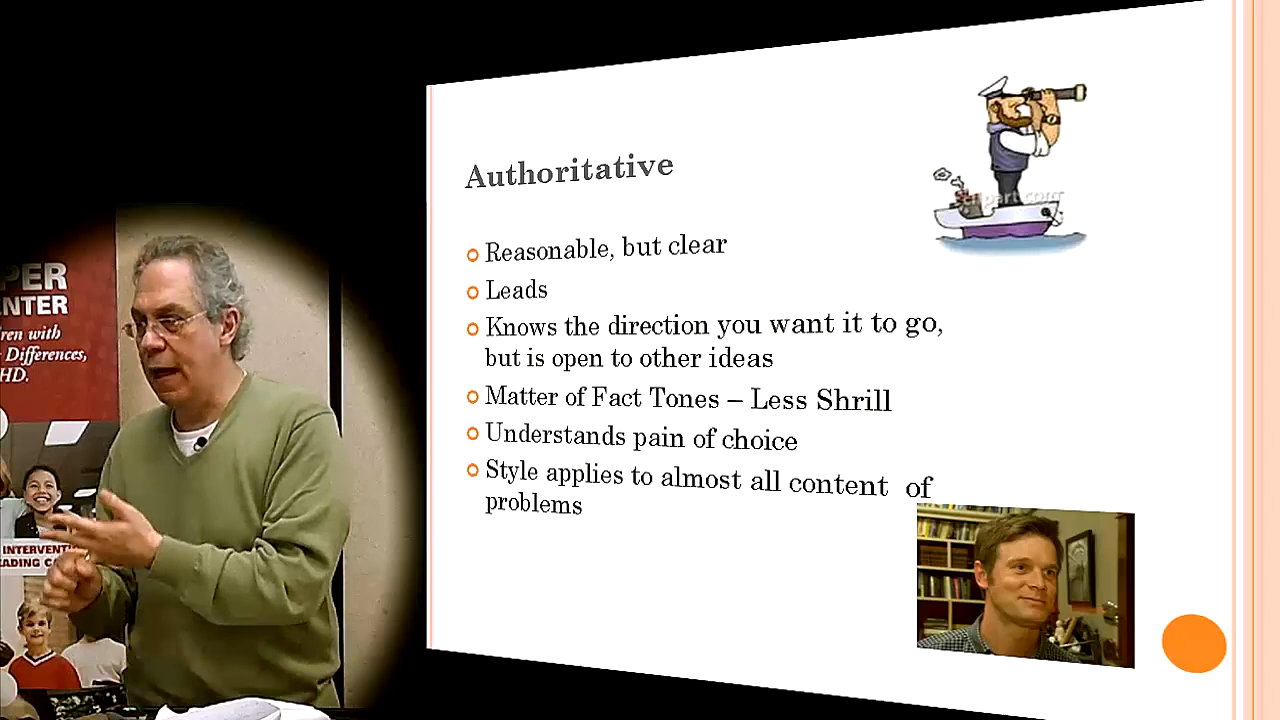 PER
NTER
ren with
Differences,
HD.
INTERVENT
ADING C
Authoritative
Reasonable, but clear
Leads
Knows the direction you want it to go,
but is open to other ideas
Matter of Fact Tones – Less Shrill
Understands pain of choice
Style applies to almost all content of
problems